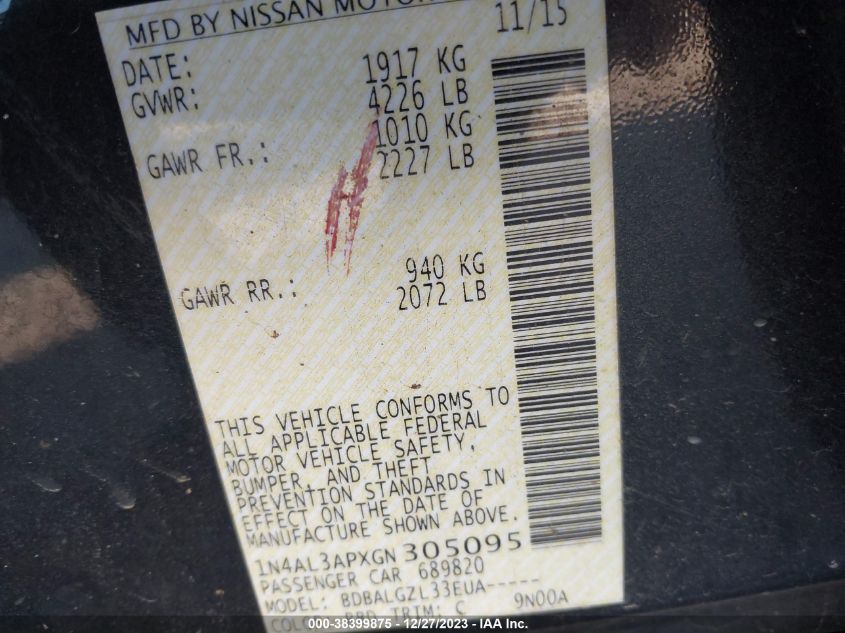 MFD BY NISSAN MOTOR
DATE: 11/15
GVWR: 1917 KG
4226 LB
GAWR FR.: 1010 KG
2227 LB
H
GAWR RR.: 940 KG
2072 LB
THIS VEHICLE CONFORMS TO
ALL APPLICABLE FEDERAL
MOTOR VEHICLE SAFETY,
BUMPER, AND THEFT
PREVENTION STANDARDS IN
EFFECT ON THE DATE OF
MANUFACTURE SHOWN ABOVE.
1N4AL3APXGN 305095
PASSENGER CAR 689820
MODEL: BDBALGZL33EUA-----
TRIM: C 9N00A
000-38399875 - 12/27/2023 - IAA Inc.